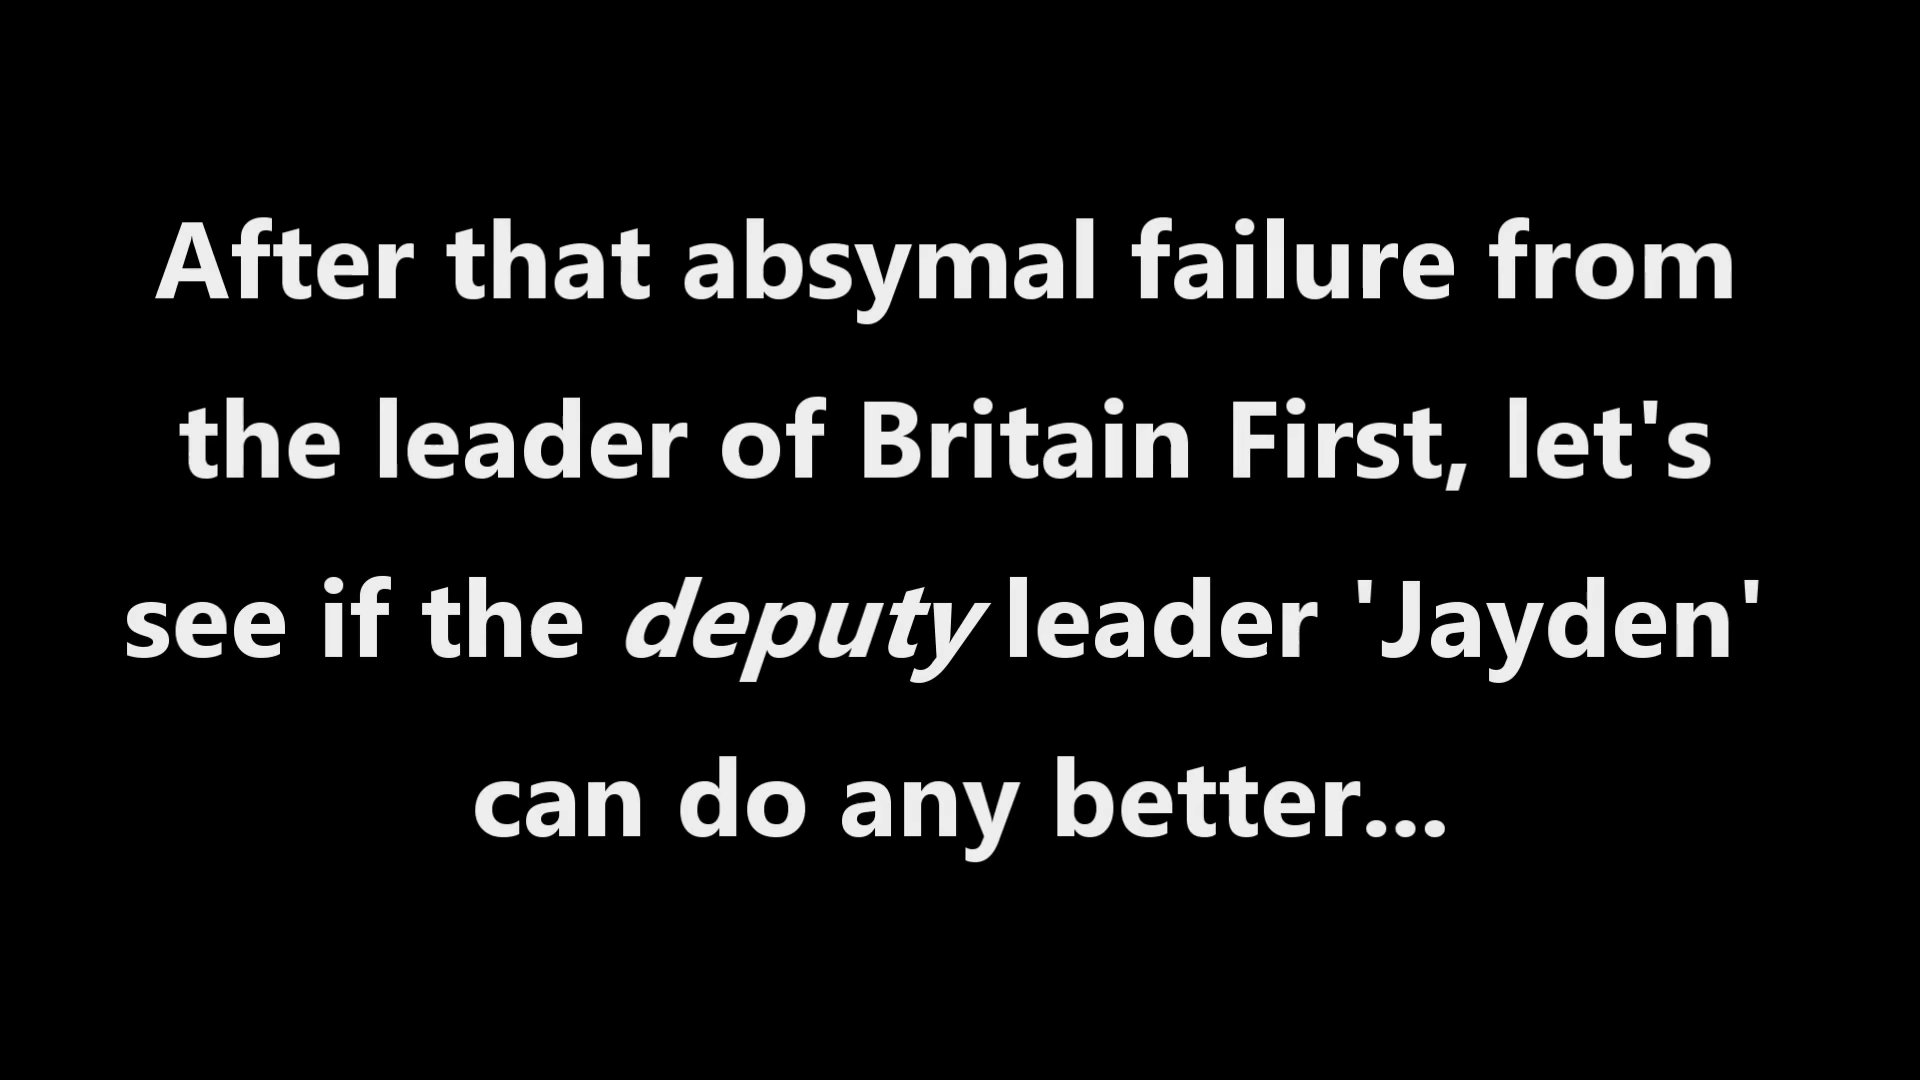 After that absymal failure from
the leader of Britain First, let's
see if the deputy leader 'Jayden'
can do any better...